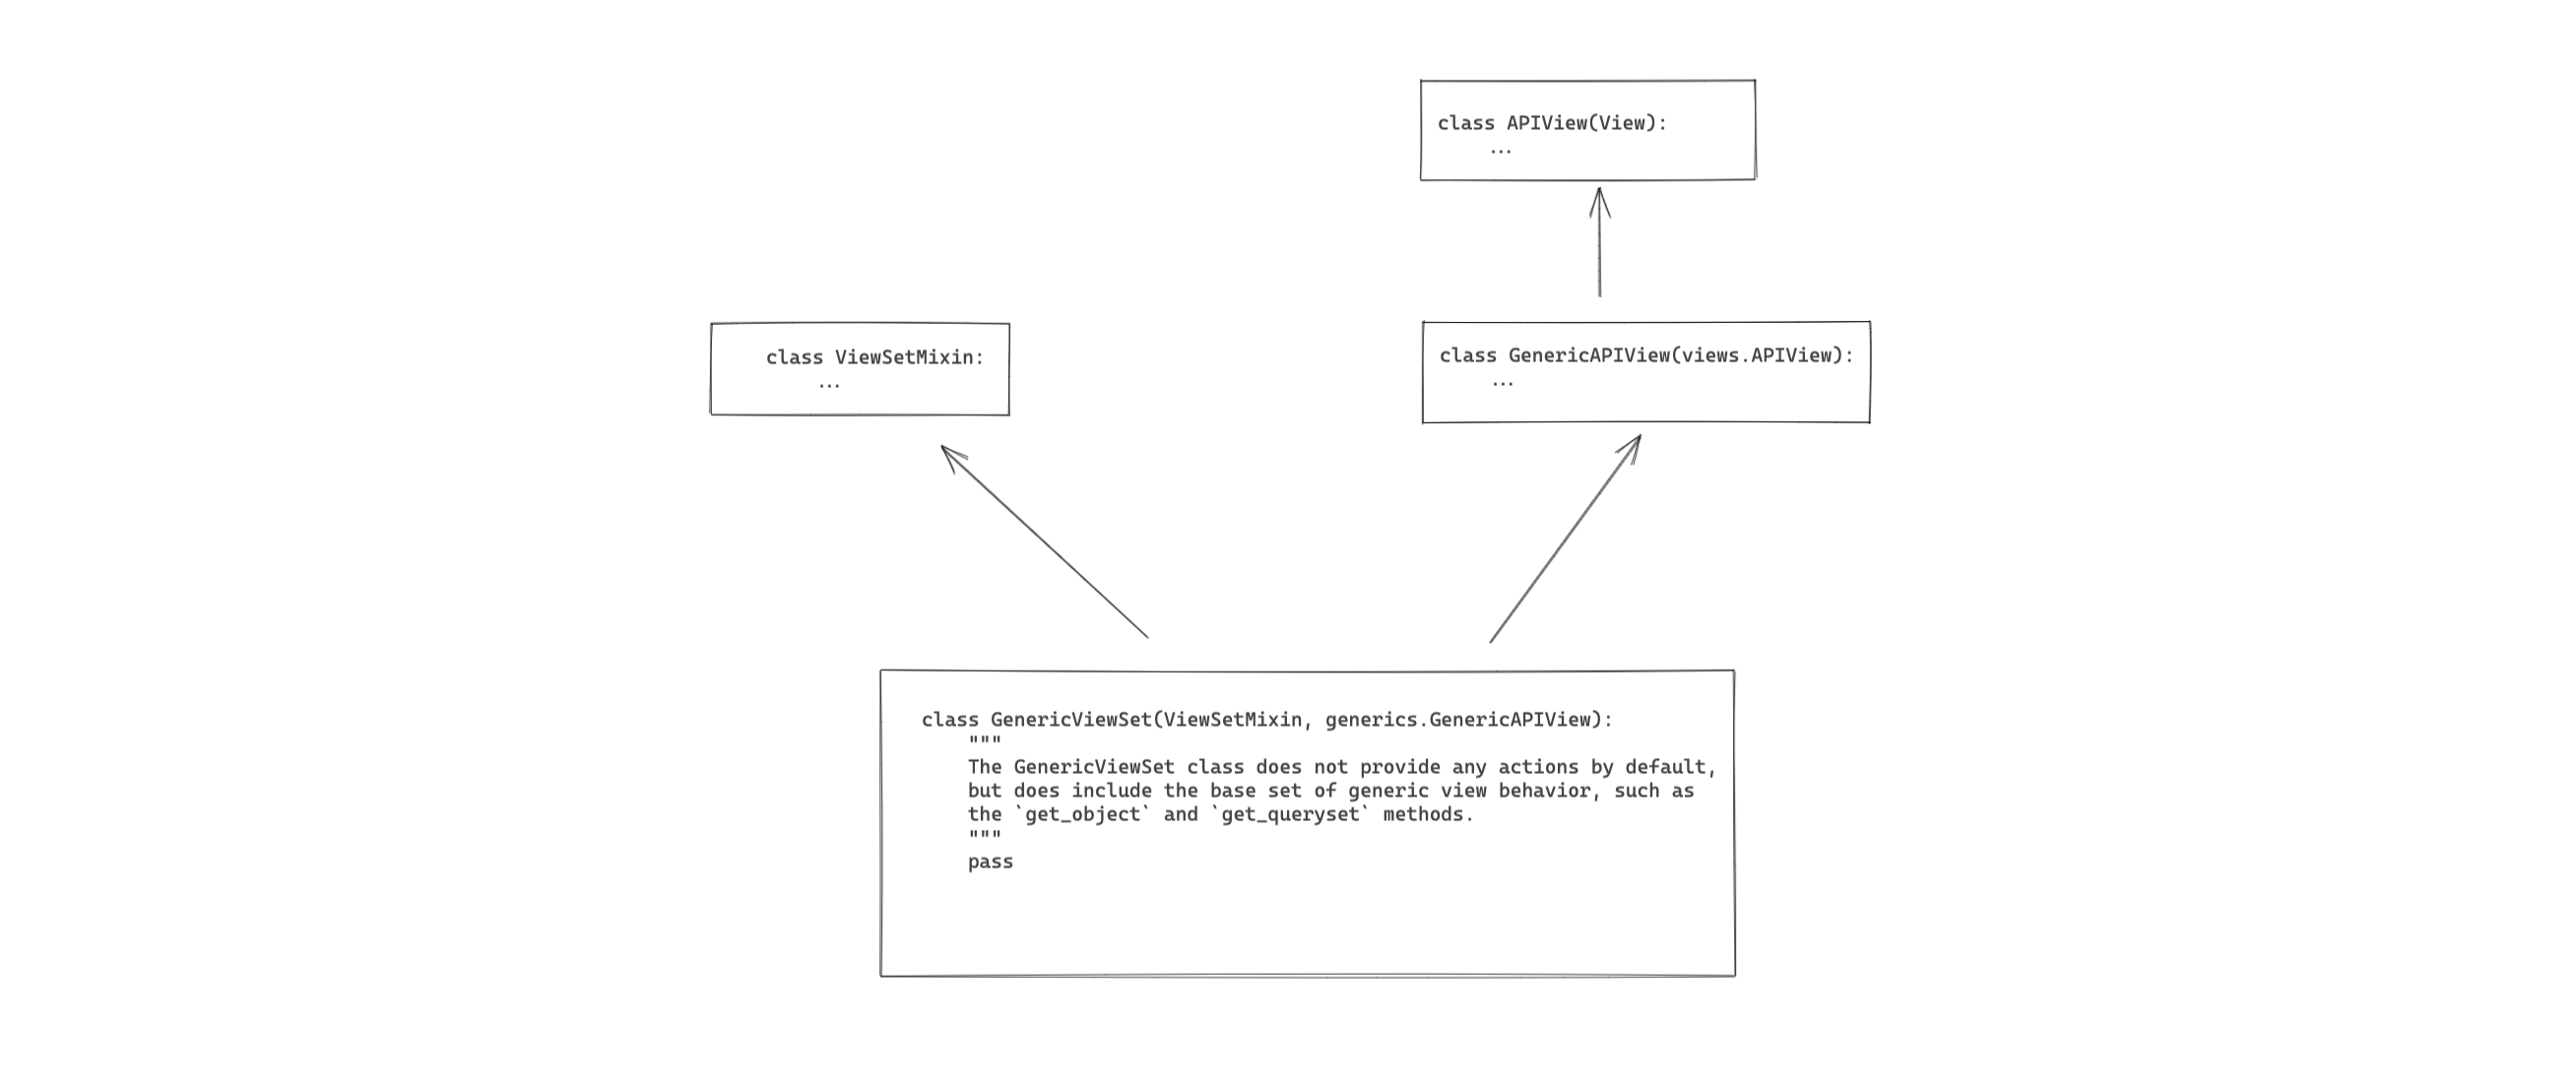 class APIView(View):
...
class ViewSetMixin:
...
class GenericAPIView(views.APIView):
...
class GenericViewSet(ViewSetMixin, generics.GenericAPIView):
"""
The GenericViewSet class does not provide any actions by default,
but does include the base set of generic view behavior, such as
the `get_object` and `get_queryset` methods.
"""
pass